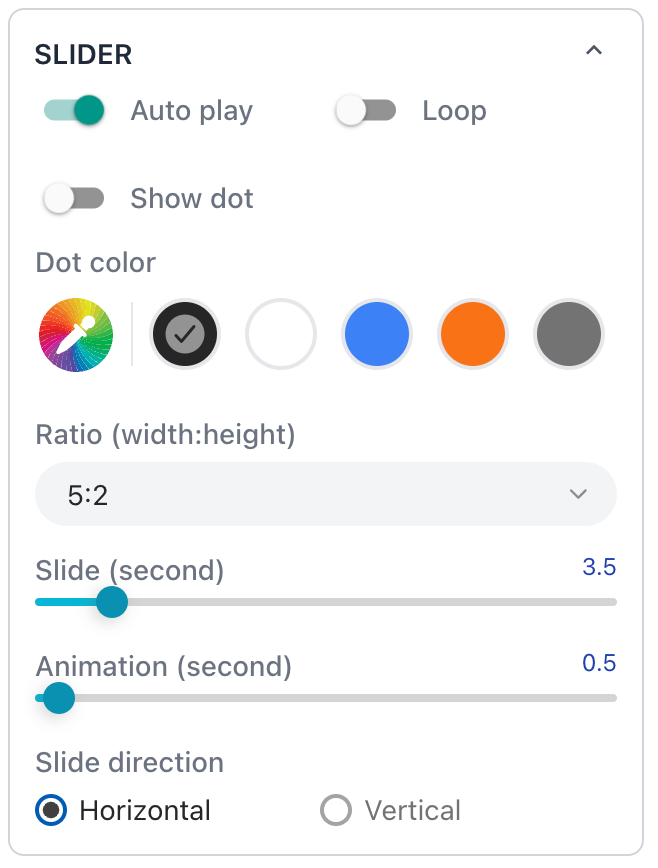 SLIDER
Auto play
Loop
Show dot
Dot color
Ratio (width:height)
5:2
Slide (second)
3.5
Animation (second)
0.5
Slide direction
Horizontal
Vertical